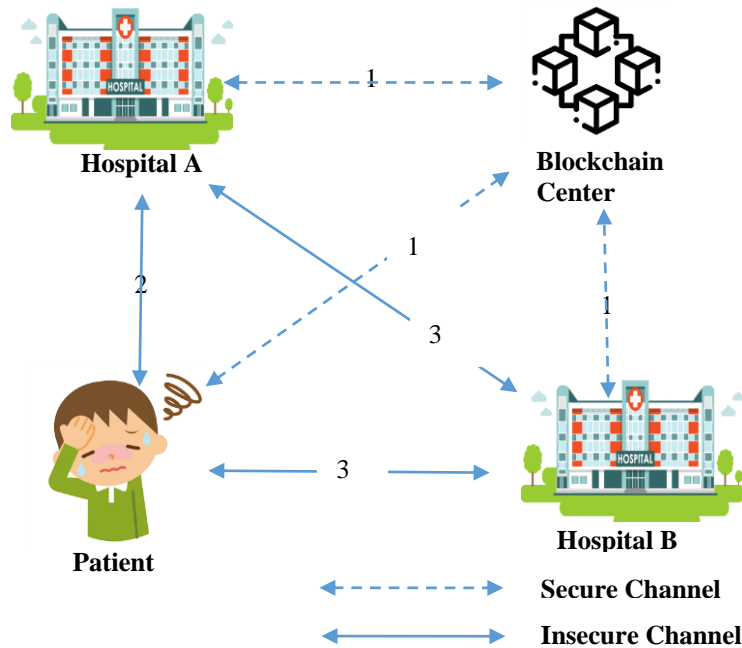 HOSPITAL
1
Hospital A
Blockchain
Center
1
2
1
3
HOSPITAL
3
Patient
Hospital B
Secure Channel
Insecure Channel